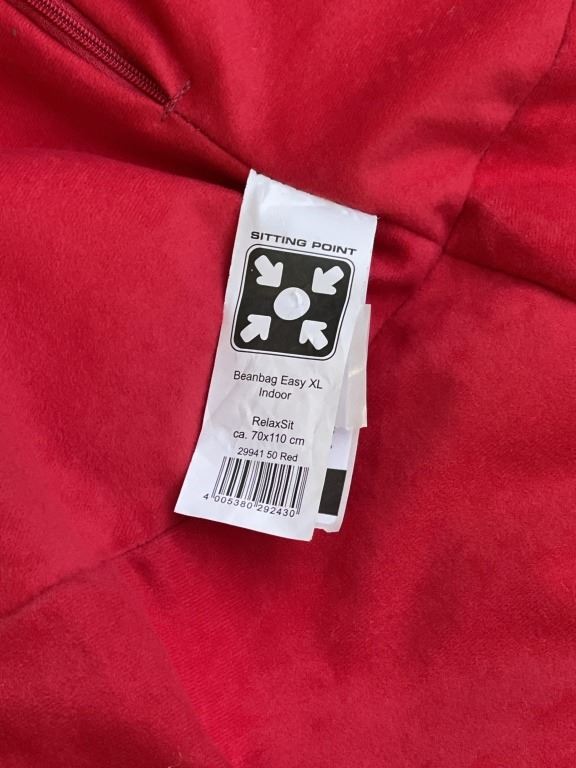 SITTING POINT
Beanbag Easy XL
Indoor
RelaxSit
ca. 70x110 cm
29941 50 Red
4 005380 292430